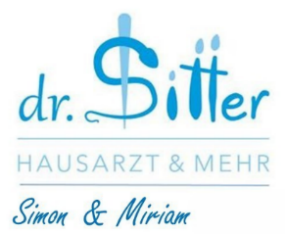 dr. Sitter
HAUSARZT & MEHR
Simon & Miriam